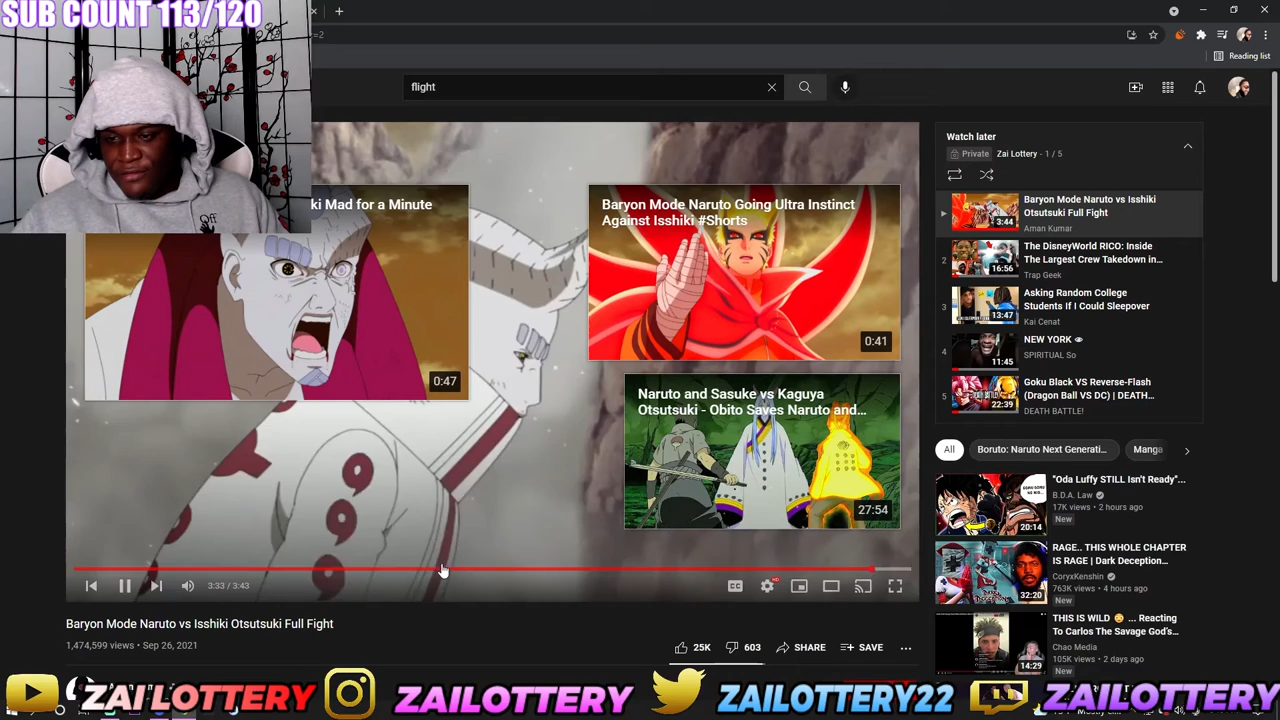 SUB COUNT 113/120
=2
Reading list
flight
ki Mad for a Minute
0:47
Baryon Mode Naruto Going Ultra Instinct
Against Isshiki #Shorts
0:41
Naruto and Sasuke vs Kaguya
Otsutsuki - Obito Saves Naruto and...
27:54
3:33 / 3:43
CC
HD
Baryon Mode Naruto vs Isshiki Otsutsuki Full Fight
1,474,599 views • Sep 26, 2021
25K
603
SHARE
SAVE
Watch later
Private
Zai Lottery - 1 / 5
3:44
Baryon Mode Naruto vs Isshiki
Otsutsuki Full Fight
Aman Kumar
2
16:56
The DisneyWorld RICO: Inside
The Largest Crew Takedown in...
Trap Geek
3
13:47
Asking Random College
Students If I Could Sleepover
Kai Cenat
4
11:45
NEW YORK
SPIRITUAL So
5
22:39
Goku Black VS Reverse-Flash
(Dragon Ball VS DC) | DEATH...
DEATH BATTLE!
All
Boruto: Naruto Next Generati...
Manga
20:14
"Oda Luffy STILL Isn't Ready"...
B.D.A. Law
17K views • 2 hours ago
New
32:20
RAGE.. THIS WHOLE CHAPTER
IS RAGE | Dark Deception...
CoryxKenshin
763K views • 4 hours ago
New
14:29
THIS IS WILD ... Reacting
To Carlos The Savage God's...
Chao Media
105K views • 2 days ago
New
ZAILOTTERY
ZAILOTTERY
ZAILOTTERY22
ZAILOTTERY